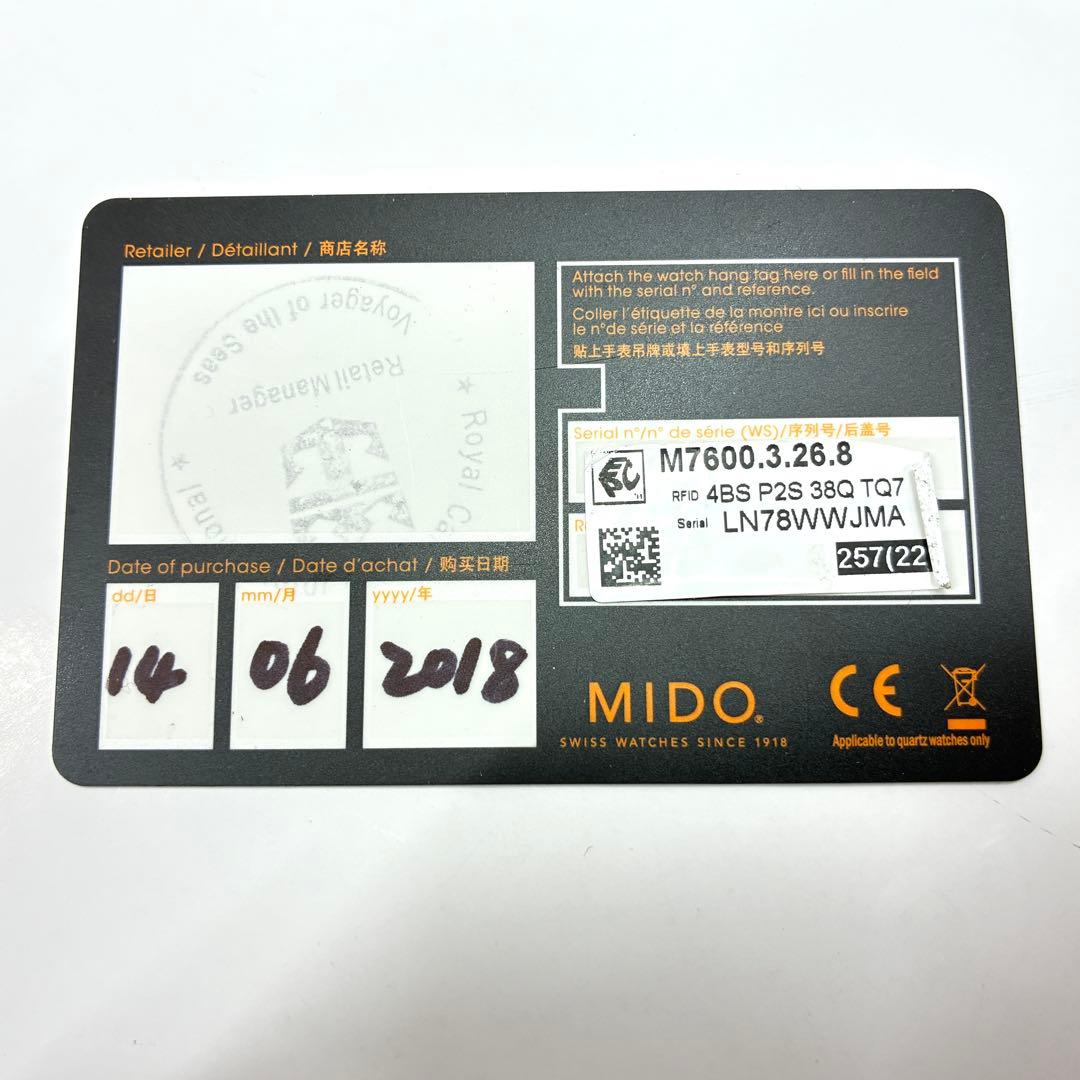 Retailer / Détaillant / 商店名称
Voyager of the Seas
Retail Manager
★ Royal Ca
onal ★
Attach the watch hang tag here or fill in the field
with the serial n°. and reference.
Coller l'étiquette de la montre ici ou inscrire
le n°de série et la référence
贴上手表吊牌或填上手表型号和序列号
Serial n°/n° de série (WS)/序列号/后盖号
M7600.3.26.8
RFID 4BS P2S 38Q TQ7
Serial LN78WWJMA
257(22
Date of purchase / Date d'achat / 购买日期
dd/日 mm/月 yyyy/年
14 06 2018
MIDO®
SWISS WATCHES SINCE 1918
CE
Applicable to quartz watches only